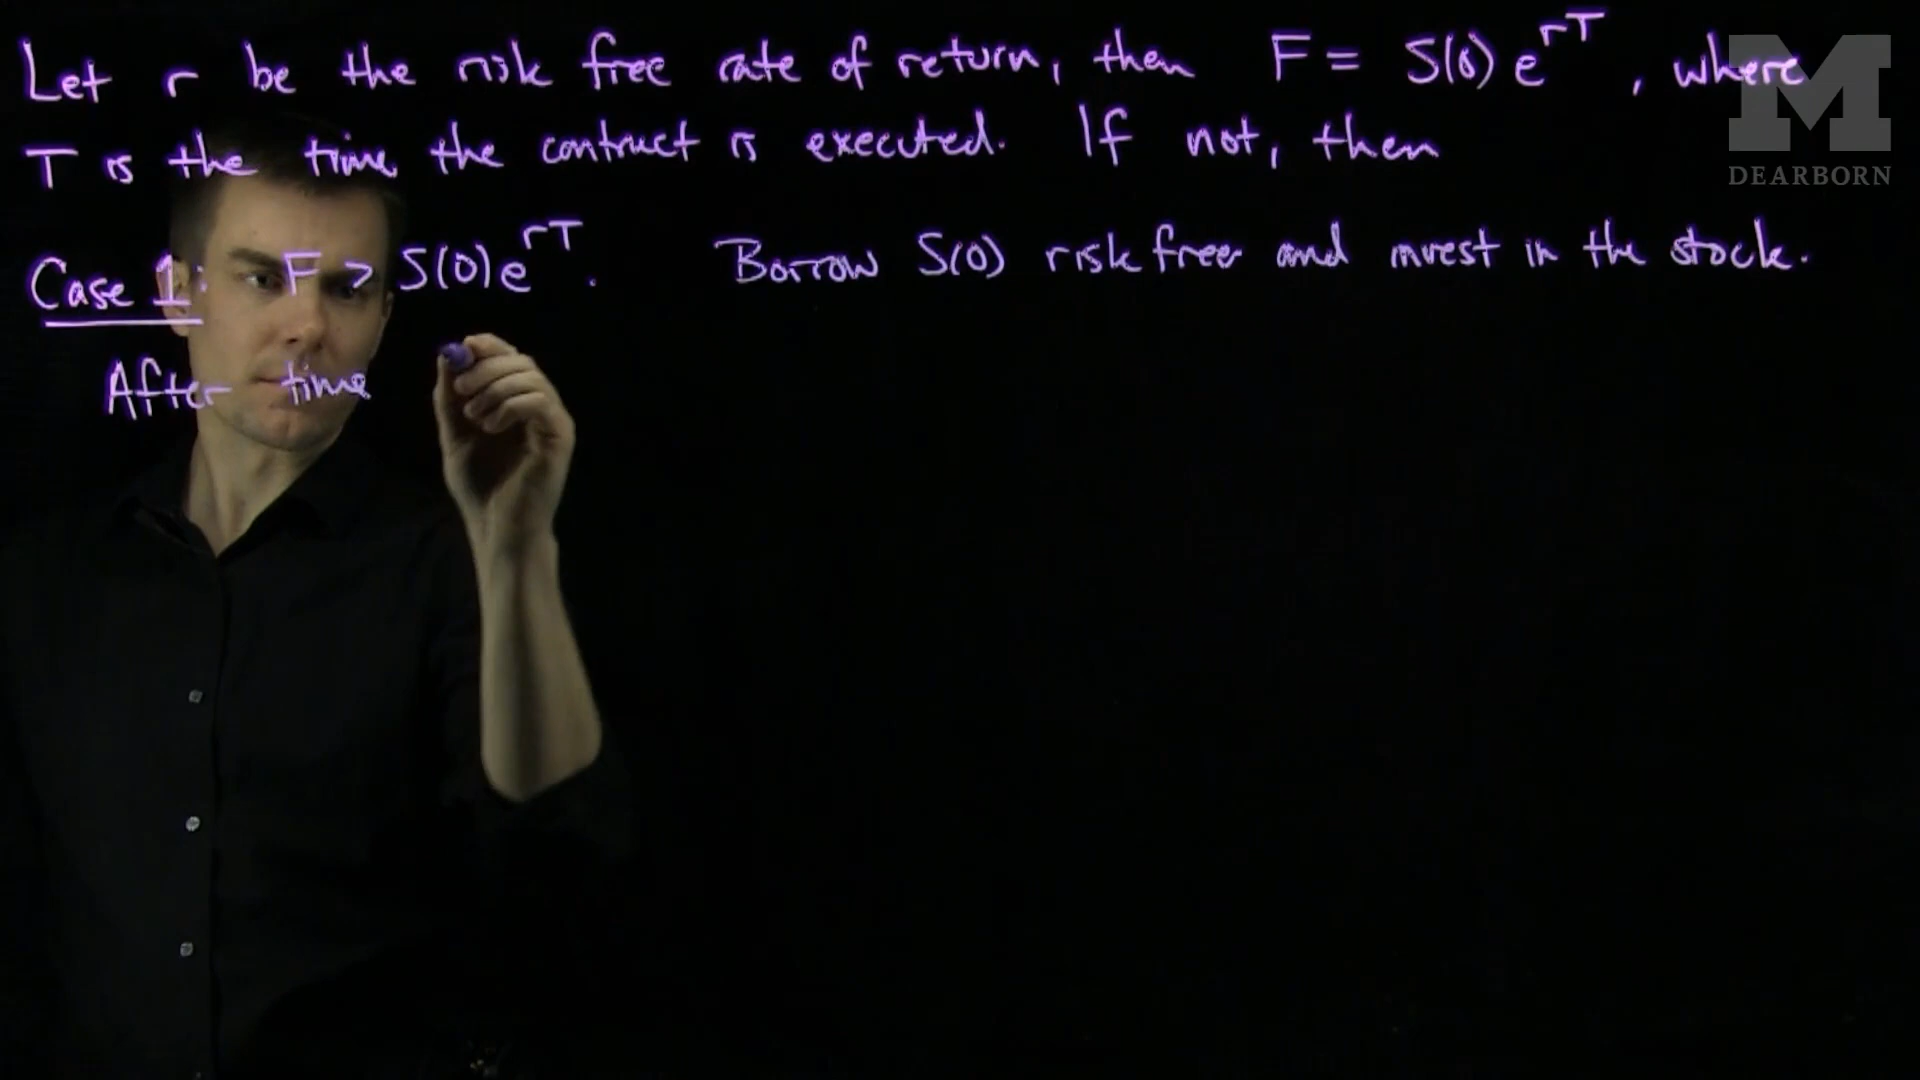 Let r be the risk free rate of return, then F = S(0) e^{rT}, where
T is the time the contract is executed. If not, then
Case 1: F > S(0) e^{rT}. Borrow S(0) risk free and invest in the stock.
After time
M
DEARBORN